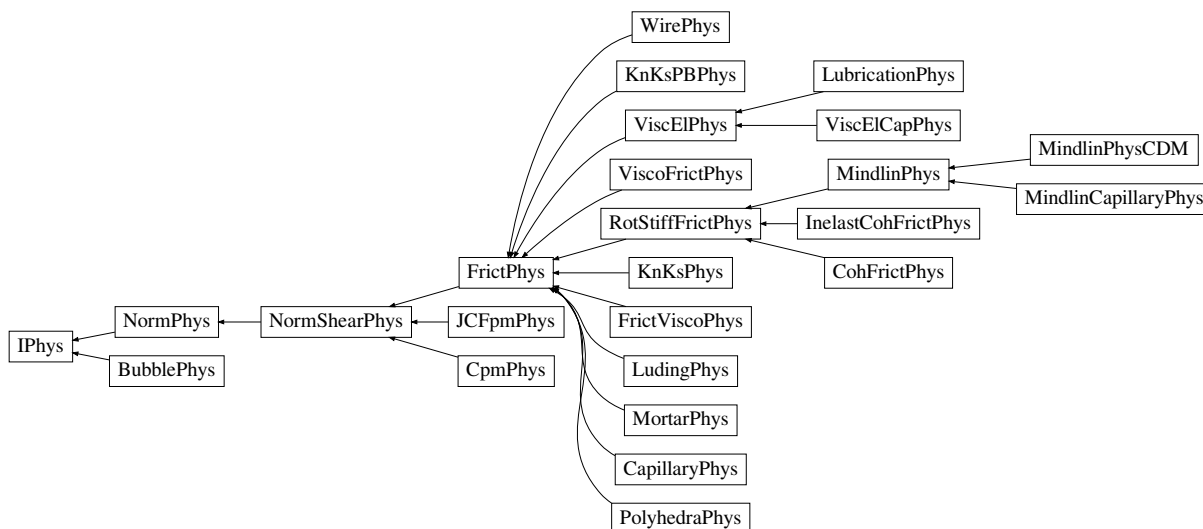 WirePhys
KnKsPBPhys
LubricationPhys
ViscElPhys
ViscElCapPhys
MindlinPhysCDM
ViscoFrictPhys
MindlinPhys
MindlinCapillaryPhys
RotStiffFrictPhys
InelastCohFrictPhys
FrictPhys
KnKsPhys
CohFrictPhys
NormPhys
NormShearPhys
JCFpmPhys
FrictViscoPhys
IPhys
BubblePhys
CpmPhys
LudingPhys
MortarPhys
CapillaryPhys
PolyhedraPhys